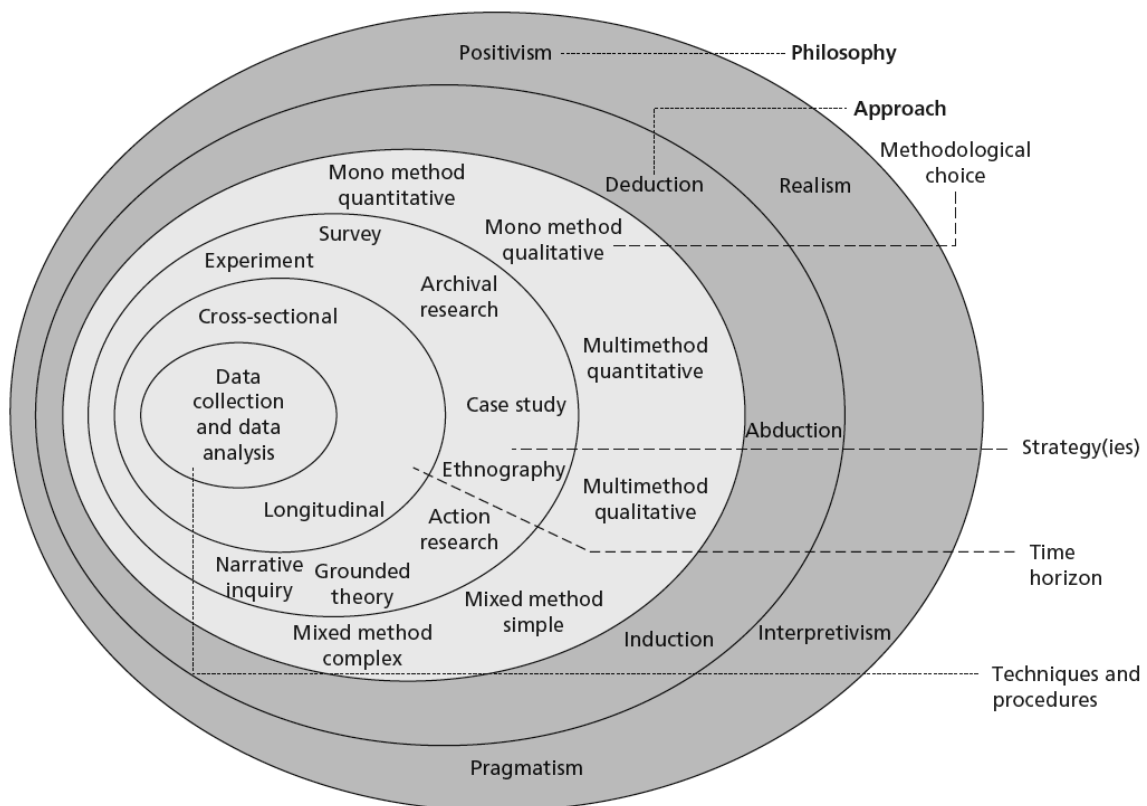 Positivism
Philosophy
Approach
Methodological
choice
Mono method
quantitative
Deduction
Realism
Mono method
qualitative
Survey
Experiment
Archival
research
Cross-sectional
Multimethod
quantitative
Data
collection
and data
analysis
Case study
Abduction
Strategy(ies)
Ethnography
Multimethod
qualitative
Longitudinal
Action
research
Time
horizon
Narrative
inquiry
Grounded
theory
Mixed method
simple
Mixed method
complex
Induction
Interpretivism
Techniques and
procedures
Pragmatism